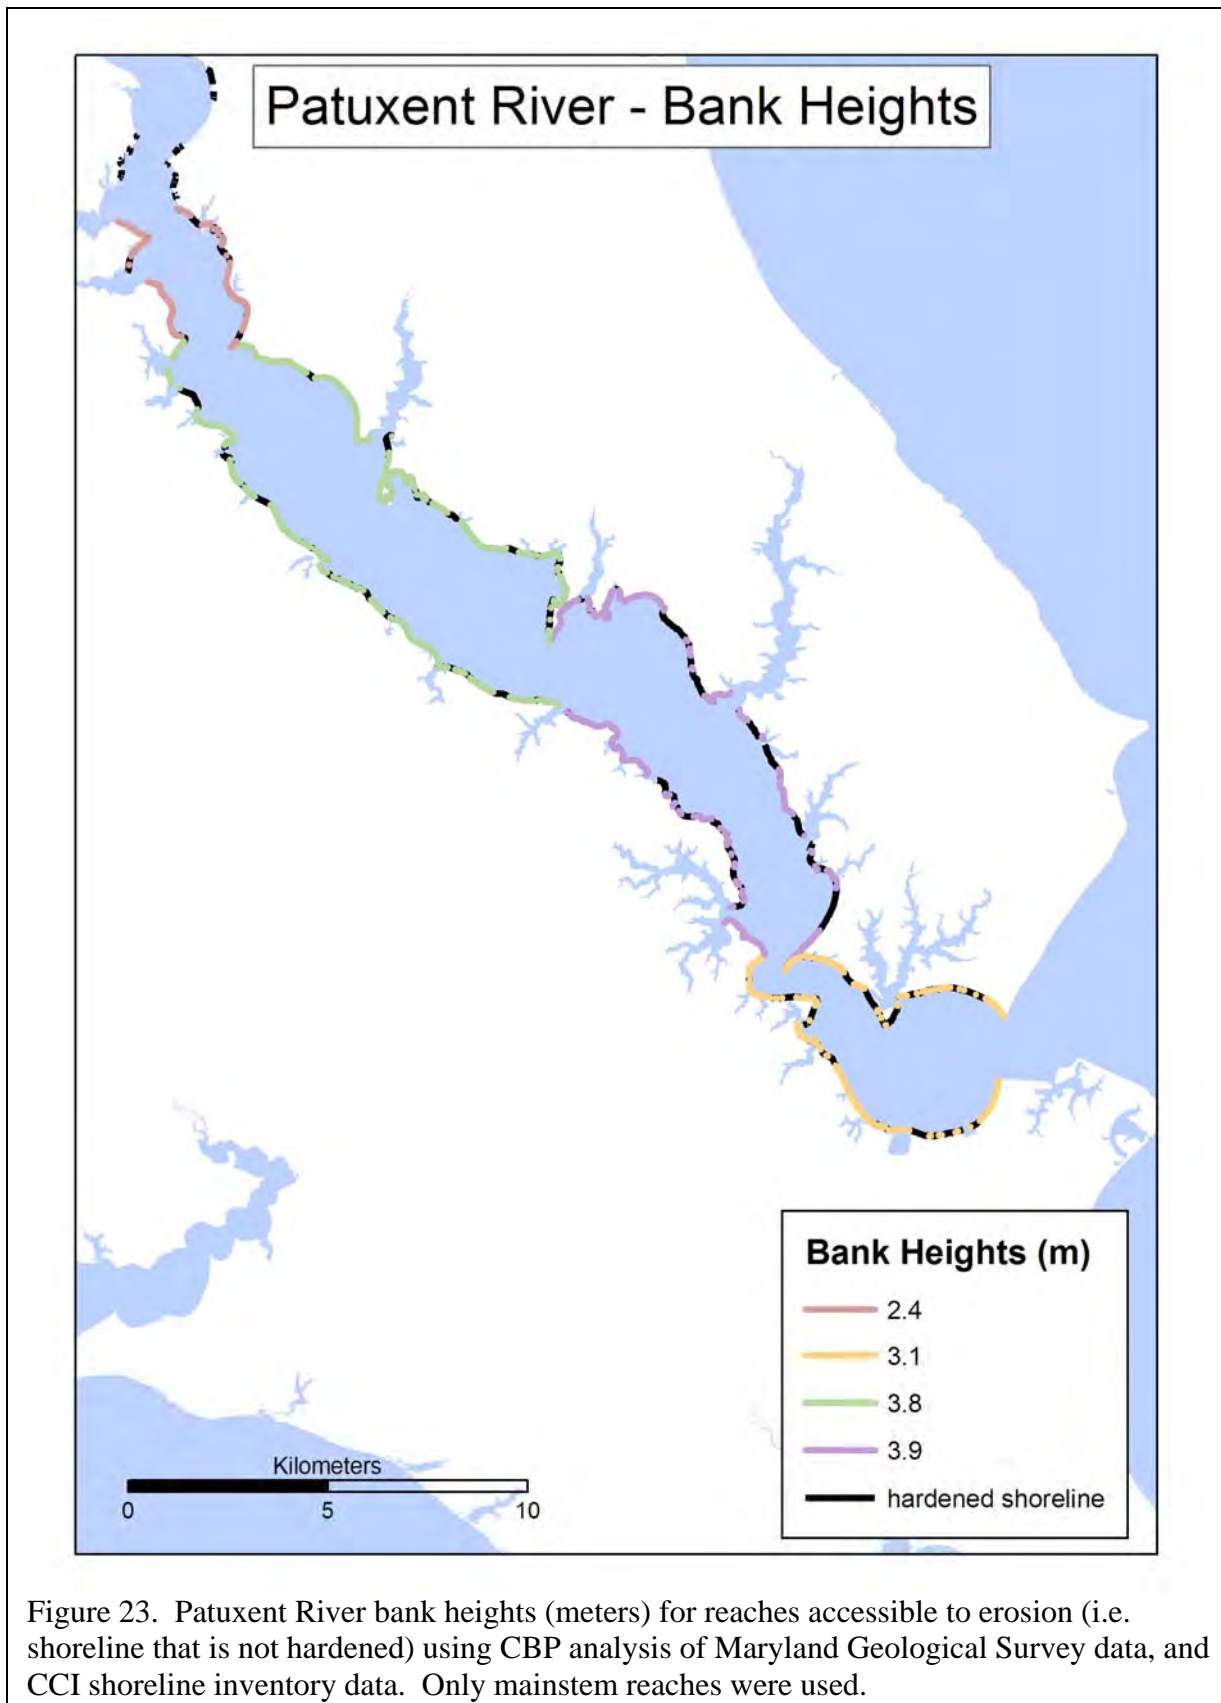 Patuxent River - Bank Heights
Bank Heights (m)
2.4
3.1
3.8
3.9
hardened shoreline
Kilometers
0 5 10
Figure 23. Patuxent River bank heights (meters) for reaches accessible to erosion (i.e.
shoreline that is not hardened) using CBP analysis of Maryland Geological Survey data, and
CCI shoreline inventory data. Only mainstem reaches were used.